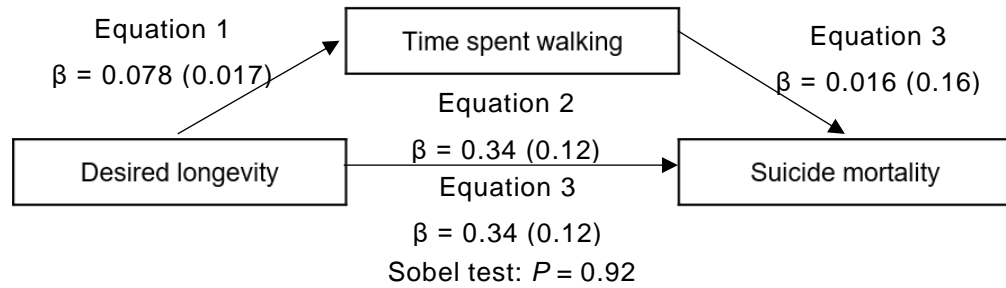 Equation 1
β = 0.078 (0.017)
Time spent walking
Equation 3
β = 0.016 (0.16)
Desired longevity
Equation 2
β = 0.34 (0.12)
Equation 3
β = 0.34 (0.12)
Sobel test: P = 0.92
Suicide mortality